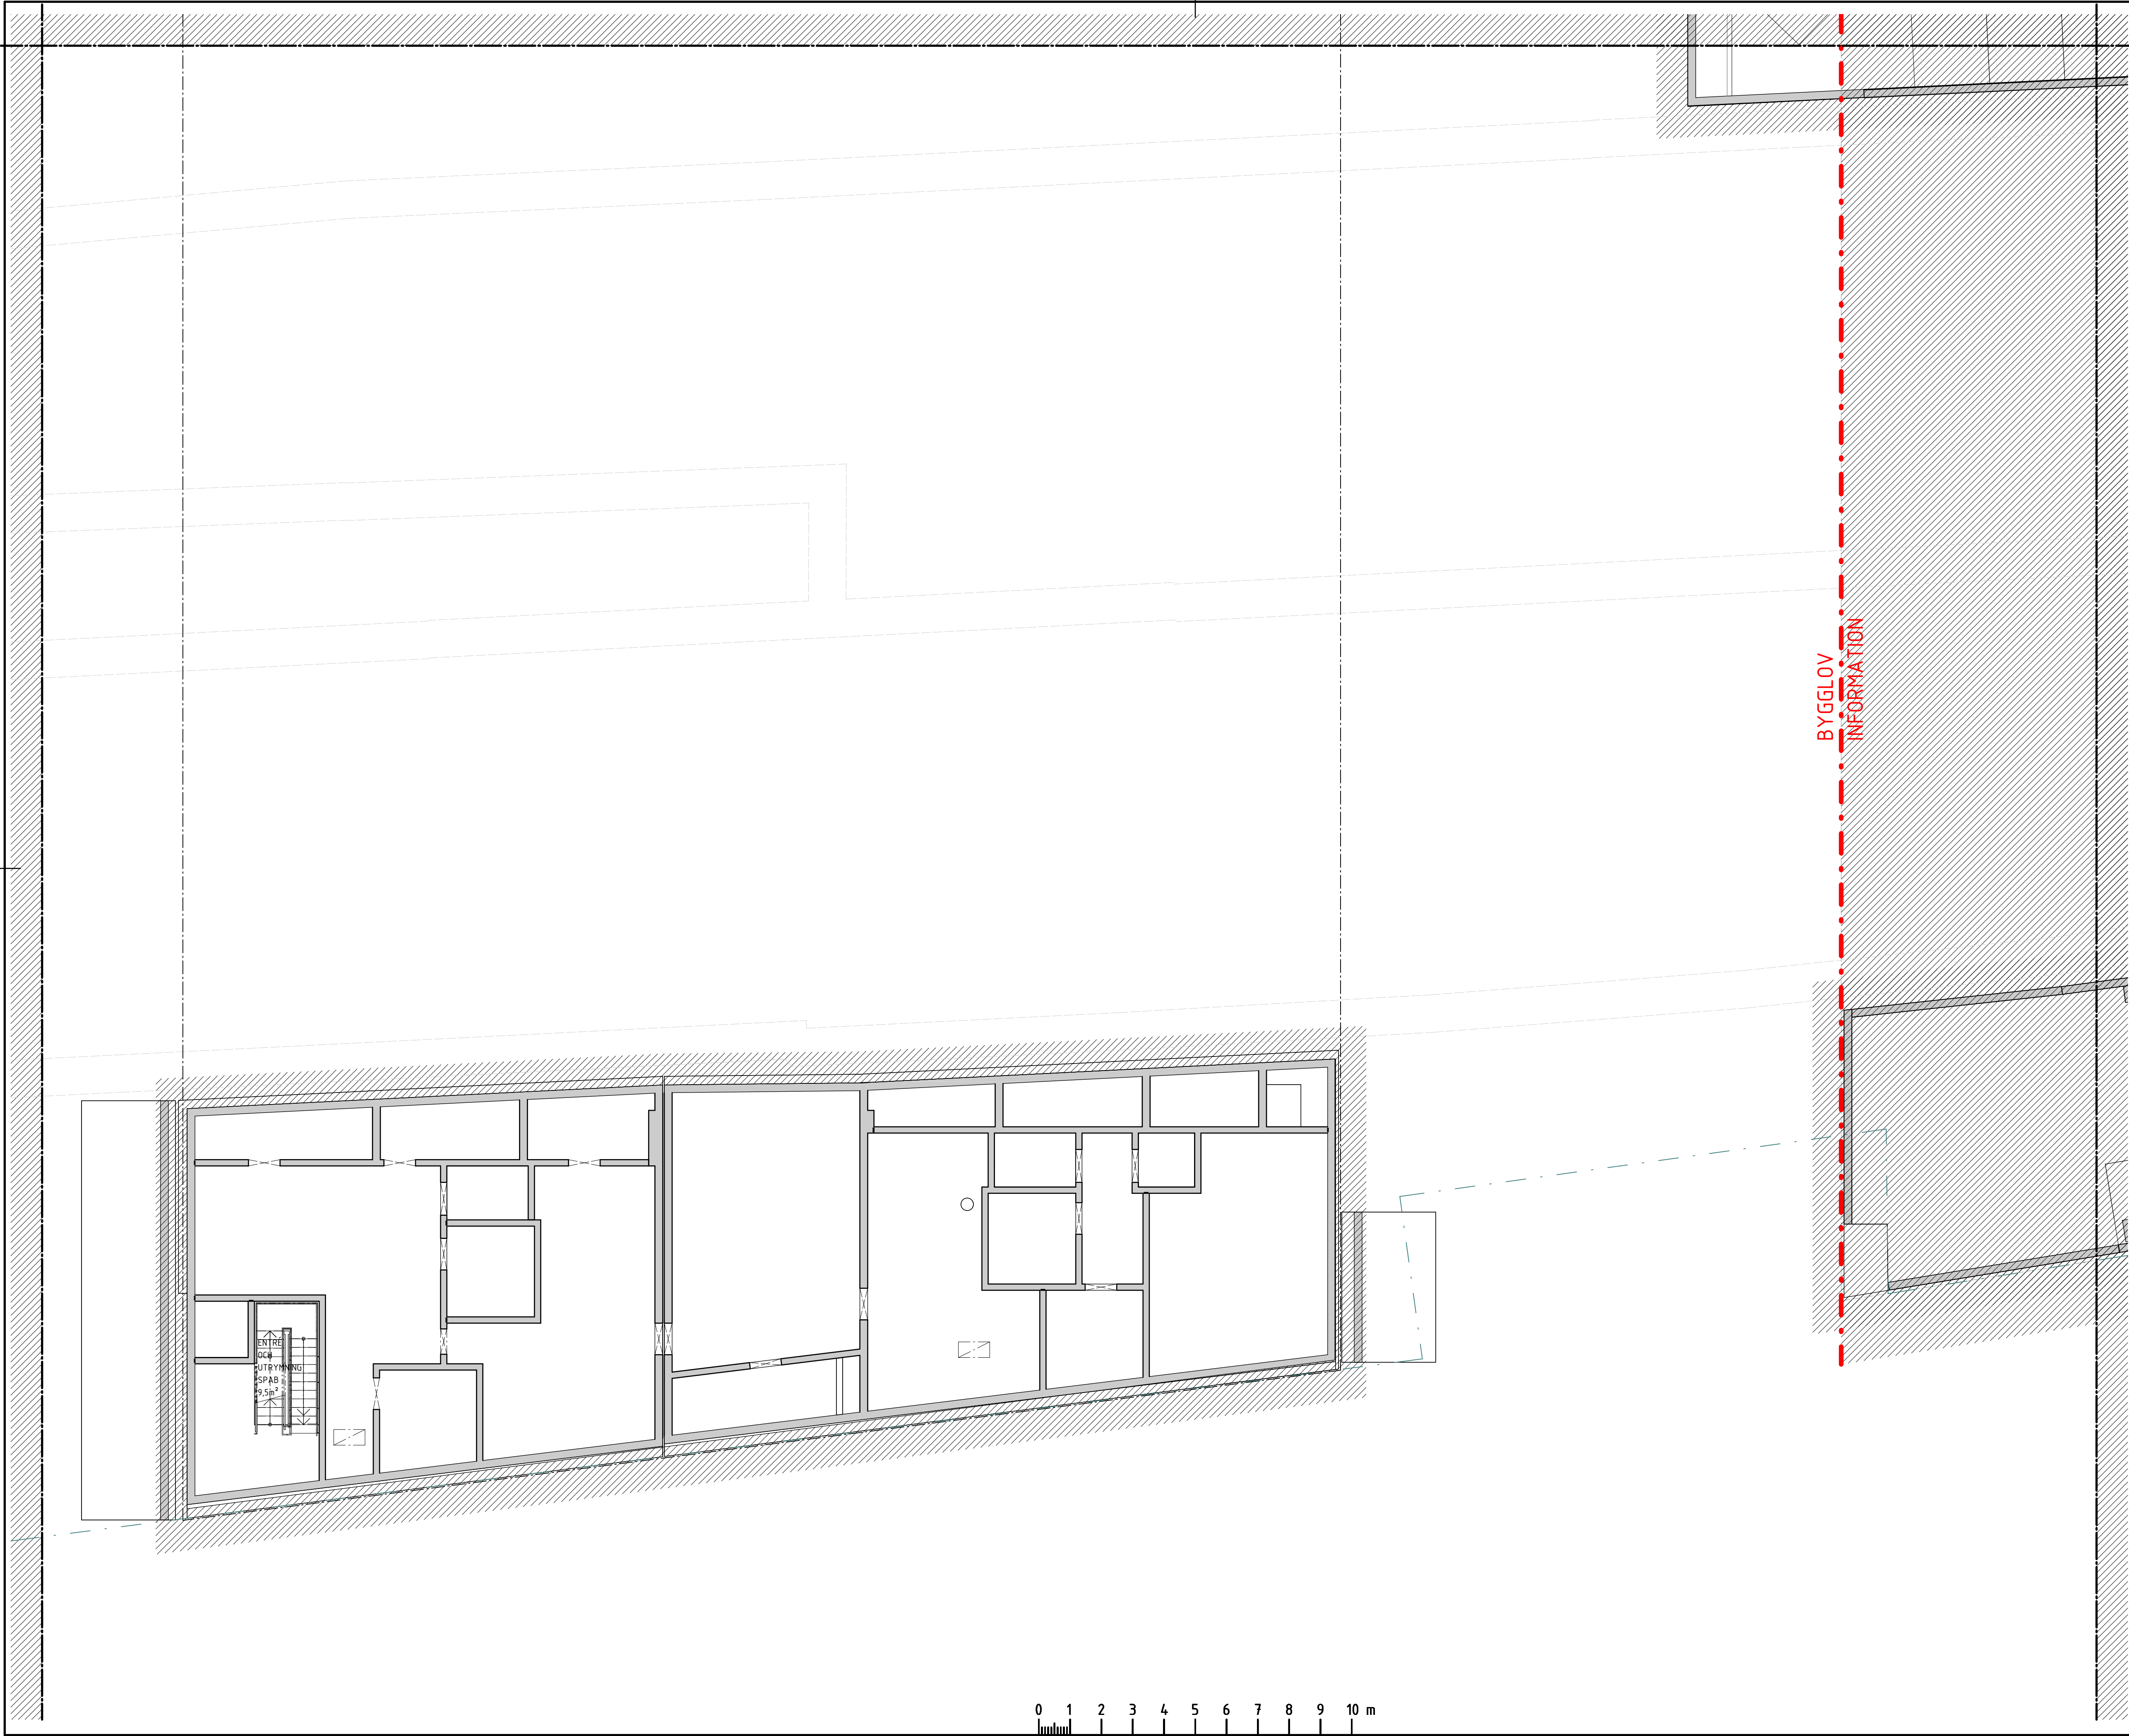 BYGGLOV
INFORMATION
ENTRE
OCH
UTRYMNING
SPAB
9,5m²
0 1 2 3 4 5 6 7 8 9 10 m